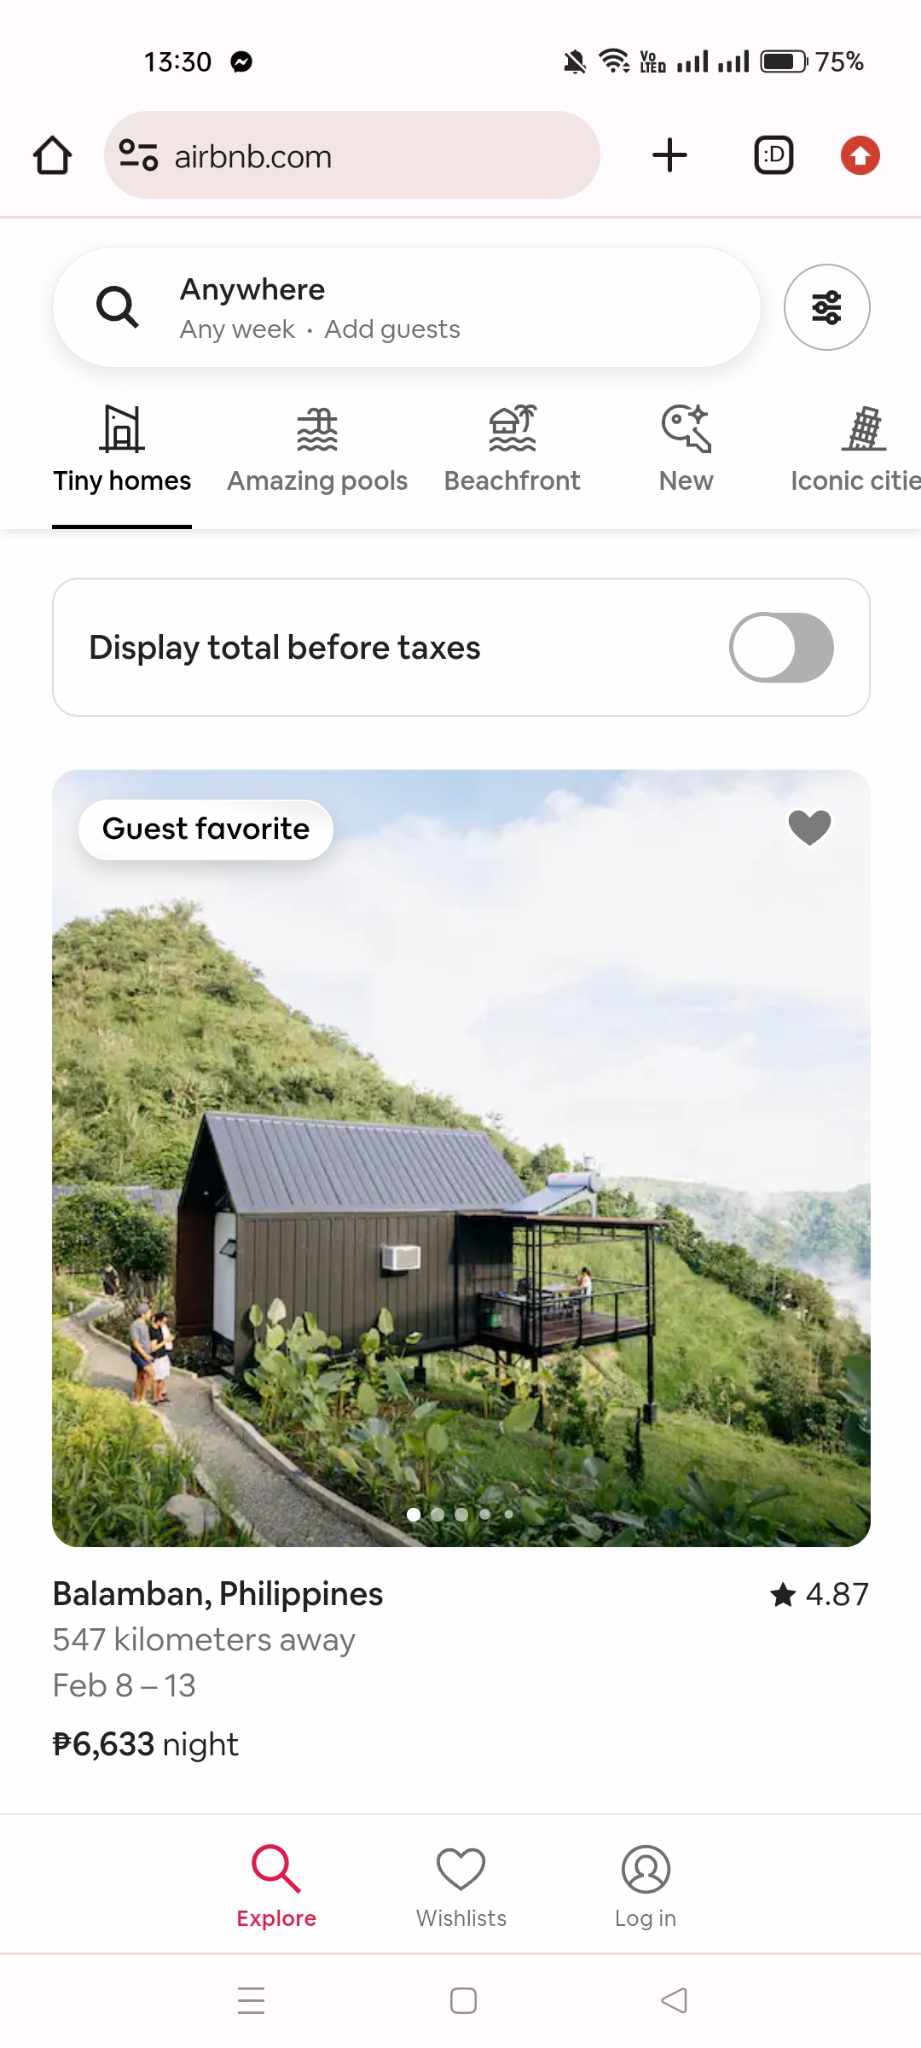 13:30
Vo LTED
75%
airbnb.com
:D
Anywhere
Any week · Add guests
Tiny homes
Amazing pools
Beachfront
New
Iconic citie
Display total before taxes
Guest favorite
Balamban, Philippines
4.87
547 kilometers away
Feb 8 – 13
₱6,633 night
Explore
Wishlists
Log in